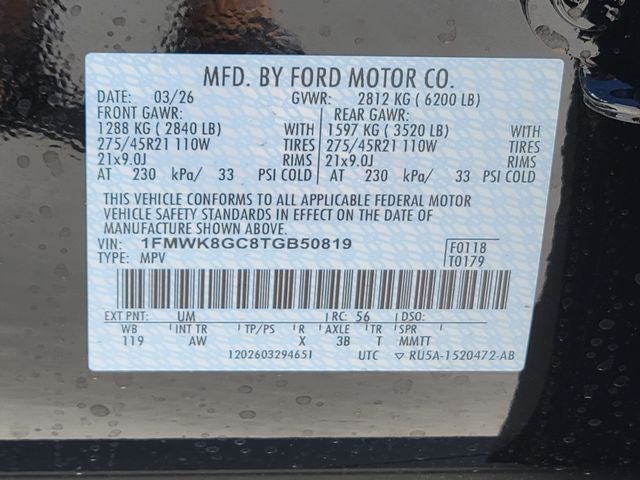 MFD. BY FORD MOTOR CO.
DATE: 03/26 GVWR: 2812 KG ( 6200 LB)
FRONT GAWR: REAR GAWR:
1288 KG ( 2840 LB) WITH 1597 KG ( 3520 LB) WITH
275/45R21 110W TIRES 275/45R21 110W TIRES
21x9.0J RIMS 21x9.0J RIMS
AT 230 kPa/ 33 PSI COLD AT 230 kPa/ 33 PSI COLD
THIS VEHICLE CONFORMS TO ALL APPLICABLE FEDERAL MOTOR
VEHICLE SAFETY STANDARDS IN EFFECT ON THE DATE OF
MANUFACTURE SHOWN ABOVE.
VIN: 1FMWK8GC8TGB50819 F0118
TYPE: MPV T0179
EXT PNT: UM RC: 56 DSO:
WB INT TR TP/PS R AXLE TR SPR
119 AW X 3B T MMTT
1202603294651 UTC ▽ RU5A-1520472-AB